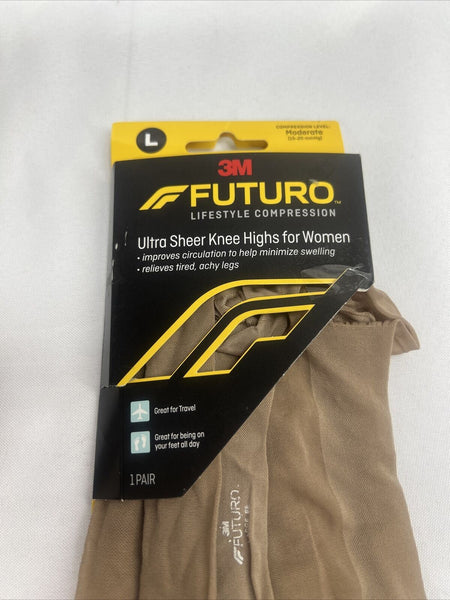 L
COMPRESSION LEVEL:
Moderate
(15-20 mmHg)
3M
FUTURO™
LIFESTYLE COMPRESSION
Ultra Sheer Knee Highs for Women
• improves circulation to help minimize swelling
• relieves tired, achy legs
Great for Travel
Great for being on
your feet all day
1 PAIR
3M
FUTURO